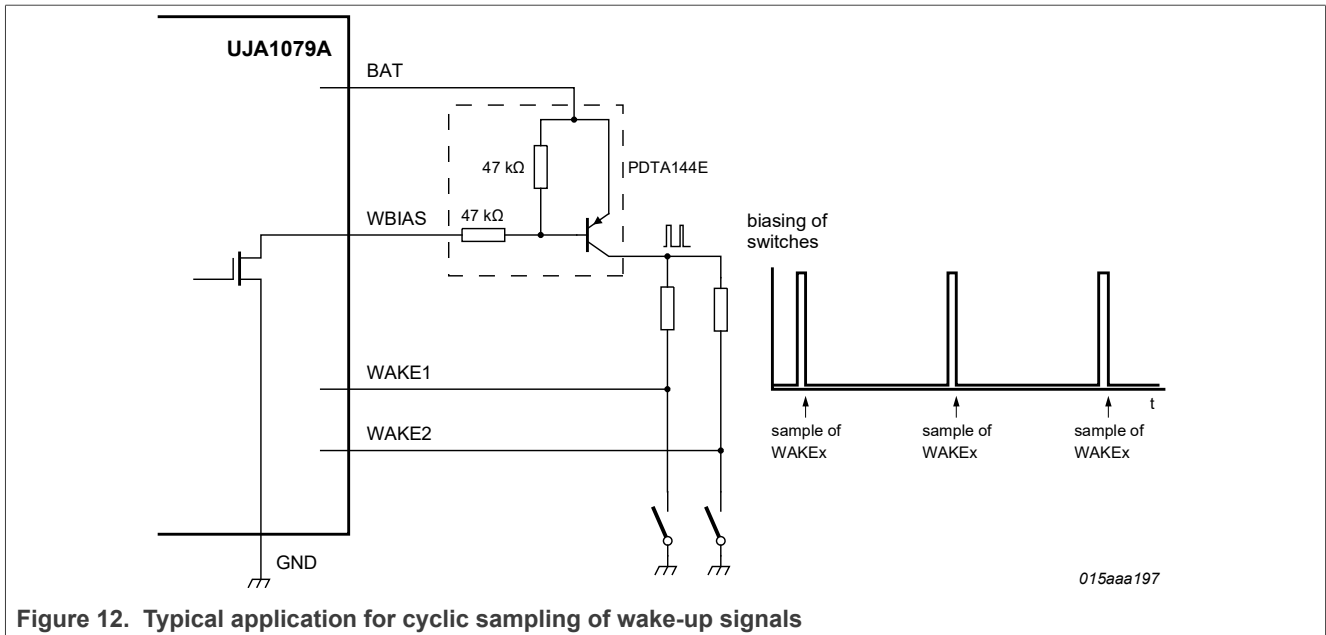 UJA1079A
BAT
47 kΩ
PDTA144E
WBIAS
47 kΩ
biasing of
switches
WAKE1
t
sample of
WAKEx
sample of
WAKEx
sample of
WAKEx
WAKE2
GND
015aaa197
Figure 12. Typical application for cyclic sampling of wake-up signals